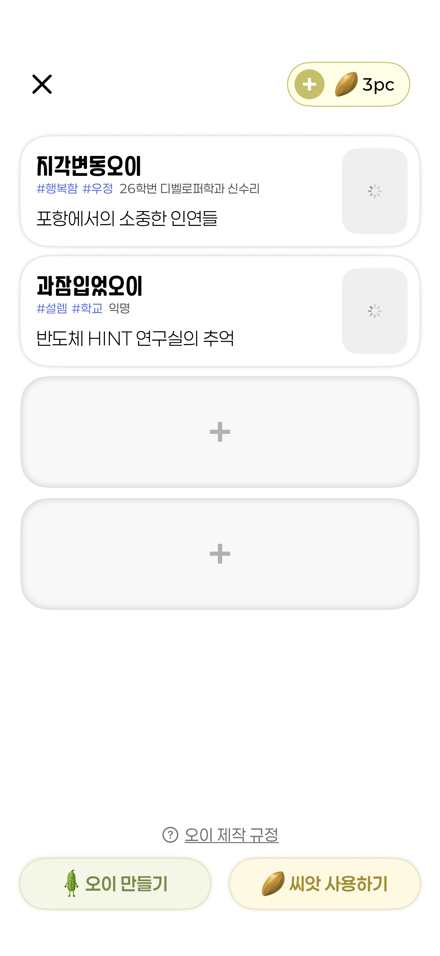 3pc
지각변동오이
#행복함 #우정 26학번 디벨로퍼학과 신수리
포항에서의 소중한 인연들
과잠입었오이
#설렘 #학교 익명
반도체 HINT 연구실의 추억
오이 제작 규정
오이 만들기
씨앗 사용하기